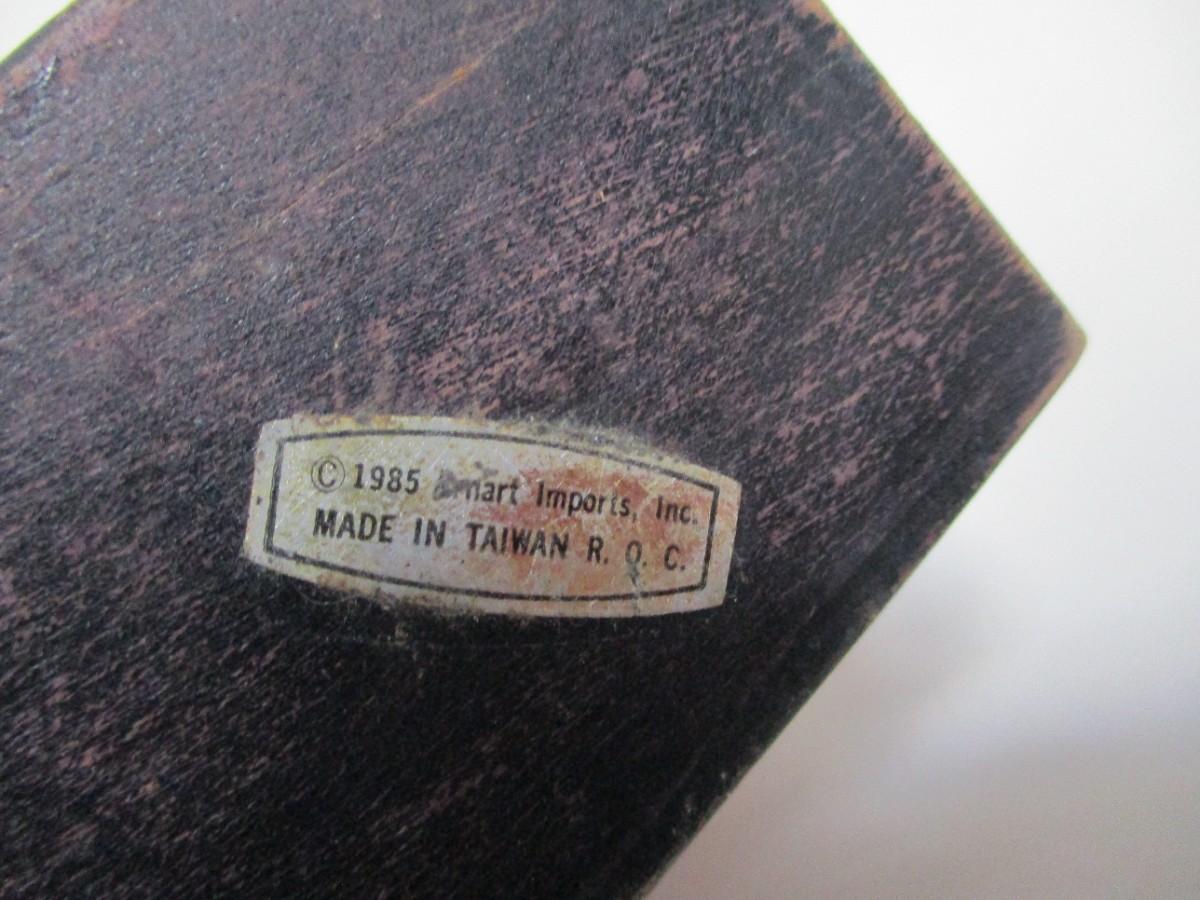 © 1985 Imports, Inc.
MADE IN TAIWAN R. O. C.